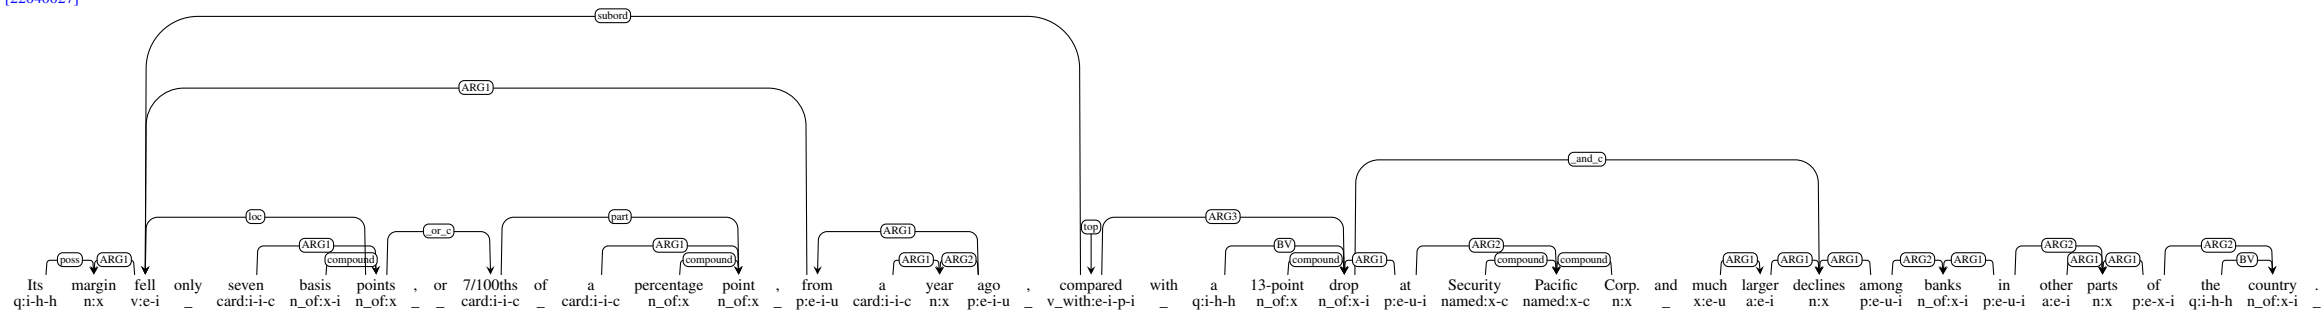 [22040027]
subord
ARG1
_and_c
loc part ARG3
_or_c ARG1 top
ARG1 ARG1 BV ARG2 ARG2 ARG2
poss ARG1 compound compound ARG1 ARG2 compound ARG1 compound compound ARG1 ARG1 ARG1 ARG2 ARG1 ARG1 ARG1 BV
Its margin fell only seven basis points , or 7/100ths of a percentage point , from a year ago , compared with a 13-point drop at Security Pacific Corp. and much larger declines among banks in other parts of the country .
q:i-h-h n:x v:e-i _ card:i-i-c n_of:x-i n_of:x _ _ card:i-i-c _ card:i-i-c n_of:x n_of:x _ p:e-i-u card:i-i-c n:x p:e-i-u _ v_with:e-i-p-i _ q:i-h-h n_of:x n_of:x-i p:e-u-i named:x-c named:x-c n:x _ x:e-u a:e-i n:x p:e-u-i n_of:x-i p:e-u-i a:e-i n:x p:e-x-i q:i-h-h n_of:x-i _